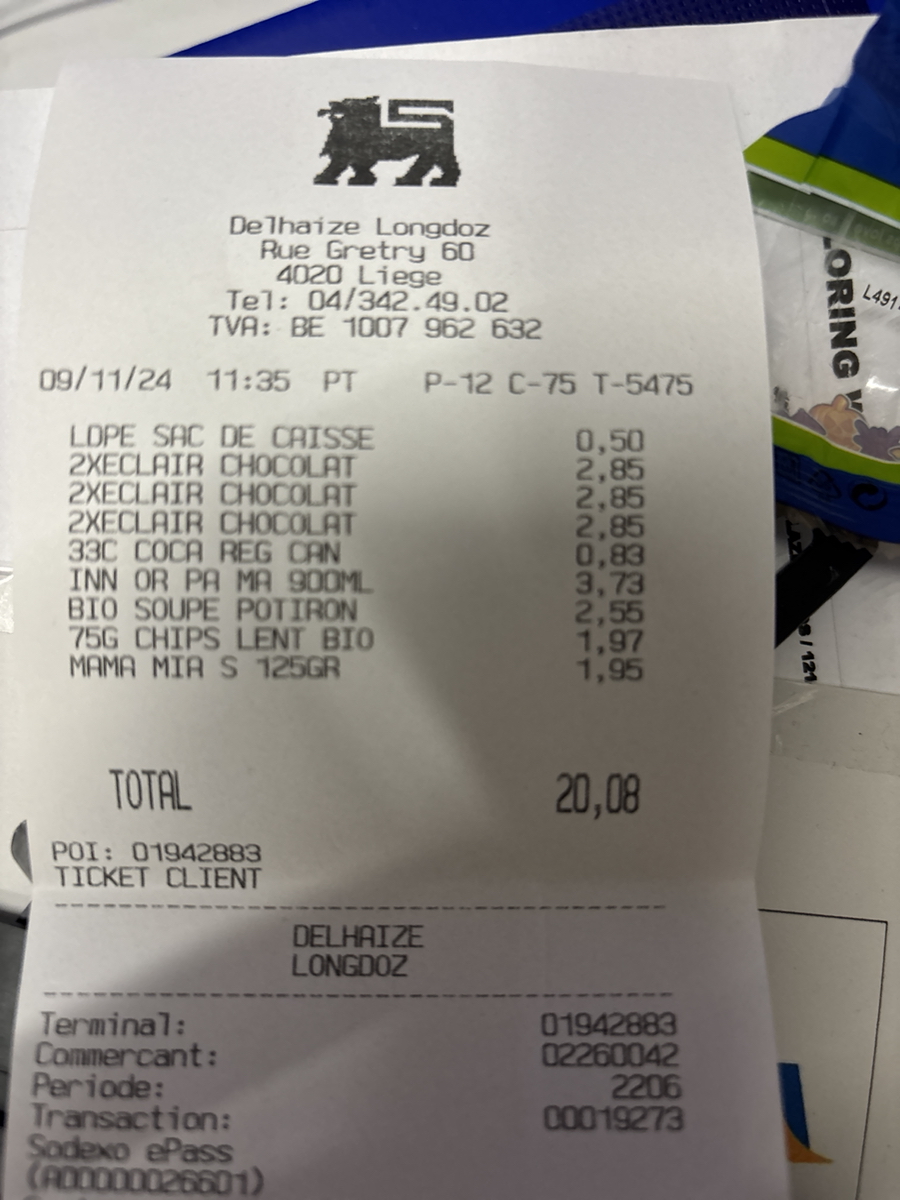 Delhaize Longdoz
Rue Gretry 60
4020 Liege
Tel: 04/342.49.02
TVA: BE 1007 962 632
09/11/24 11:35 PT P-12 C-75 T-5475
LDPE SAC DE CAISSE 0,50
2XECLAIR CHOCOLAT 2,85
2XECLAIR CHOCOLAT 2,85
2XECLAIR CHOCOLAT 2,85
33C COCA REG CAN 0,83
INN OR PA MA 900ML 3,73
BIO SOUPE POTIRON 2,55
75G CHIPS LENT BIO 1,97
MAMA MIA S 125GR 1,95
TOTAL 20,08
POI: 01942883
TICKET CLIENT
DELHAIZE
LONGDOZ
Terminal: 01942883
Commercant: 02260042
Periode: 2206
Transaction: 00019273
Sodexo ePass
(A0000026601)
LORING
L491